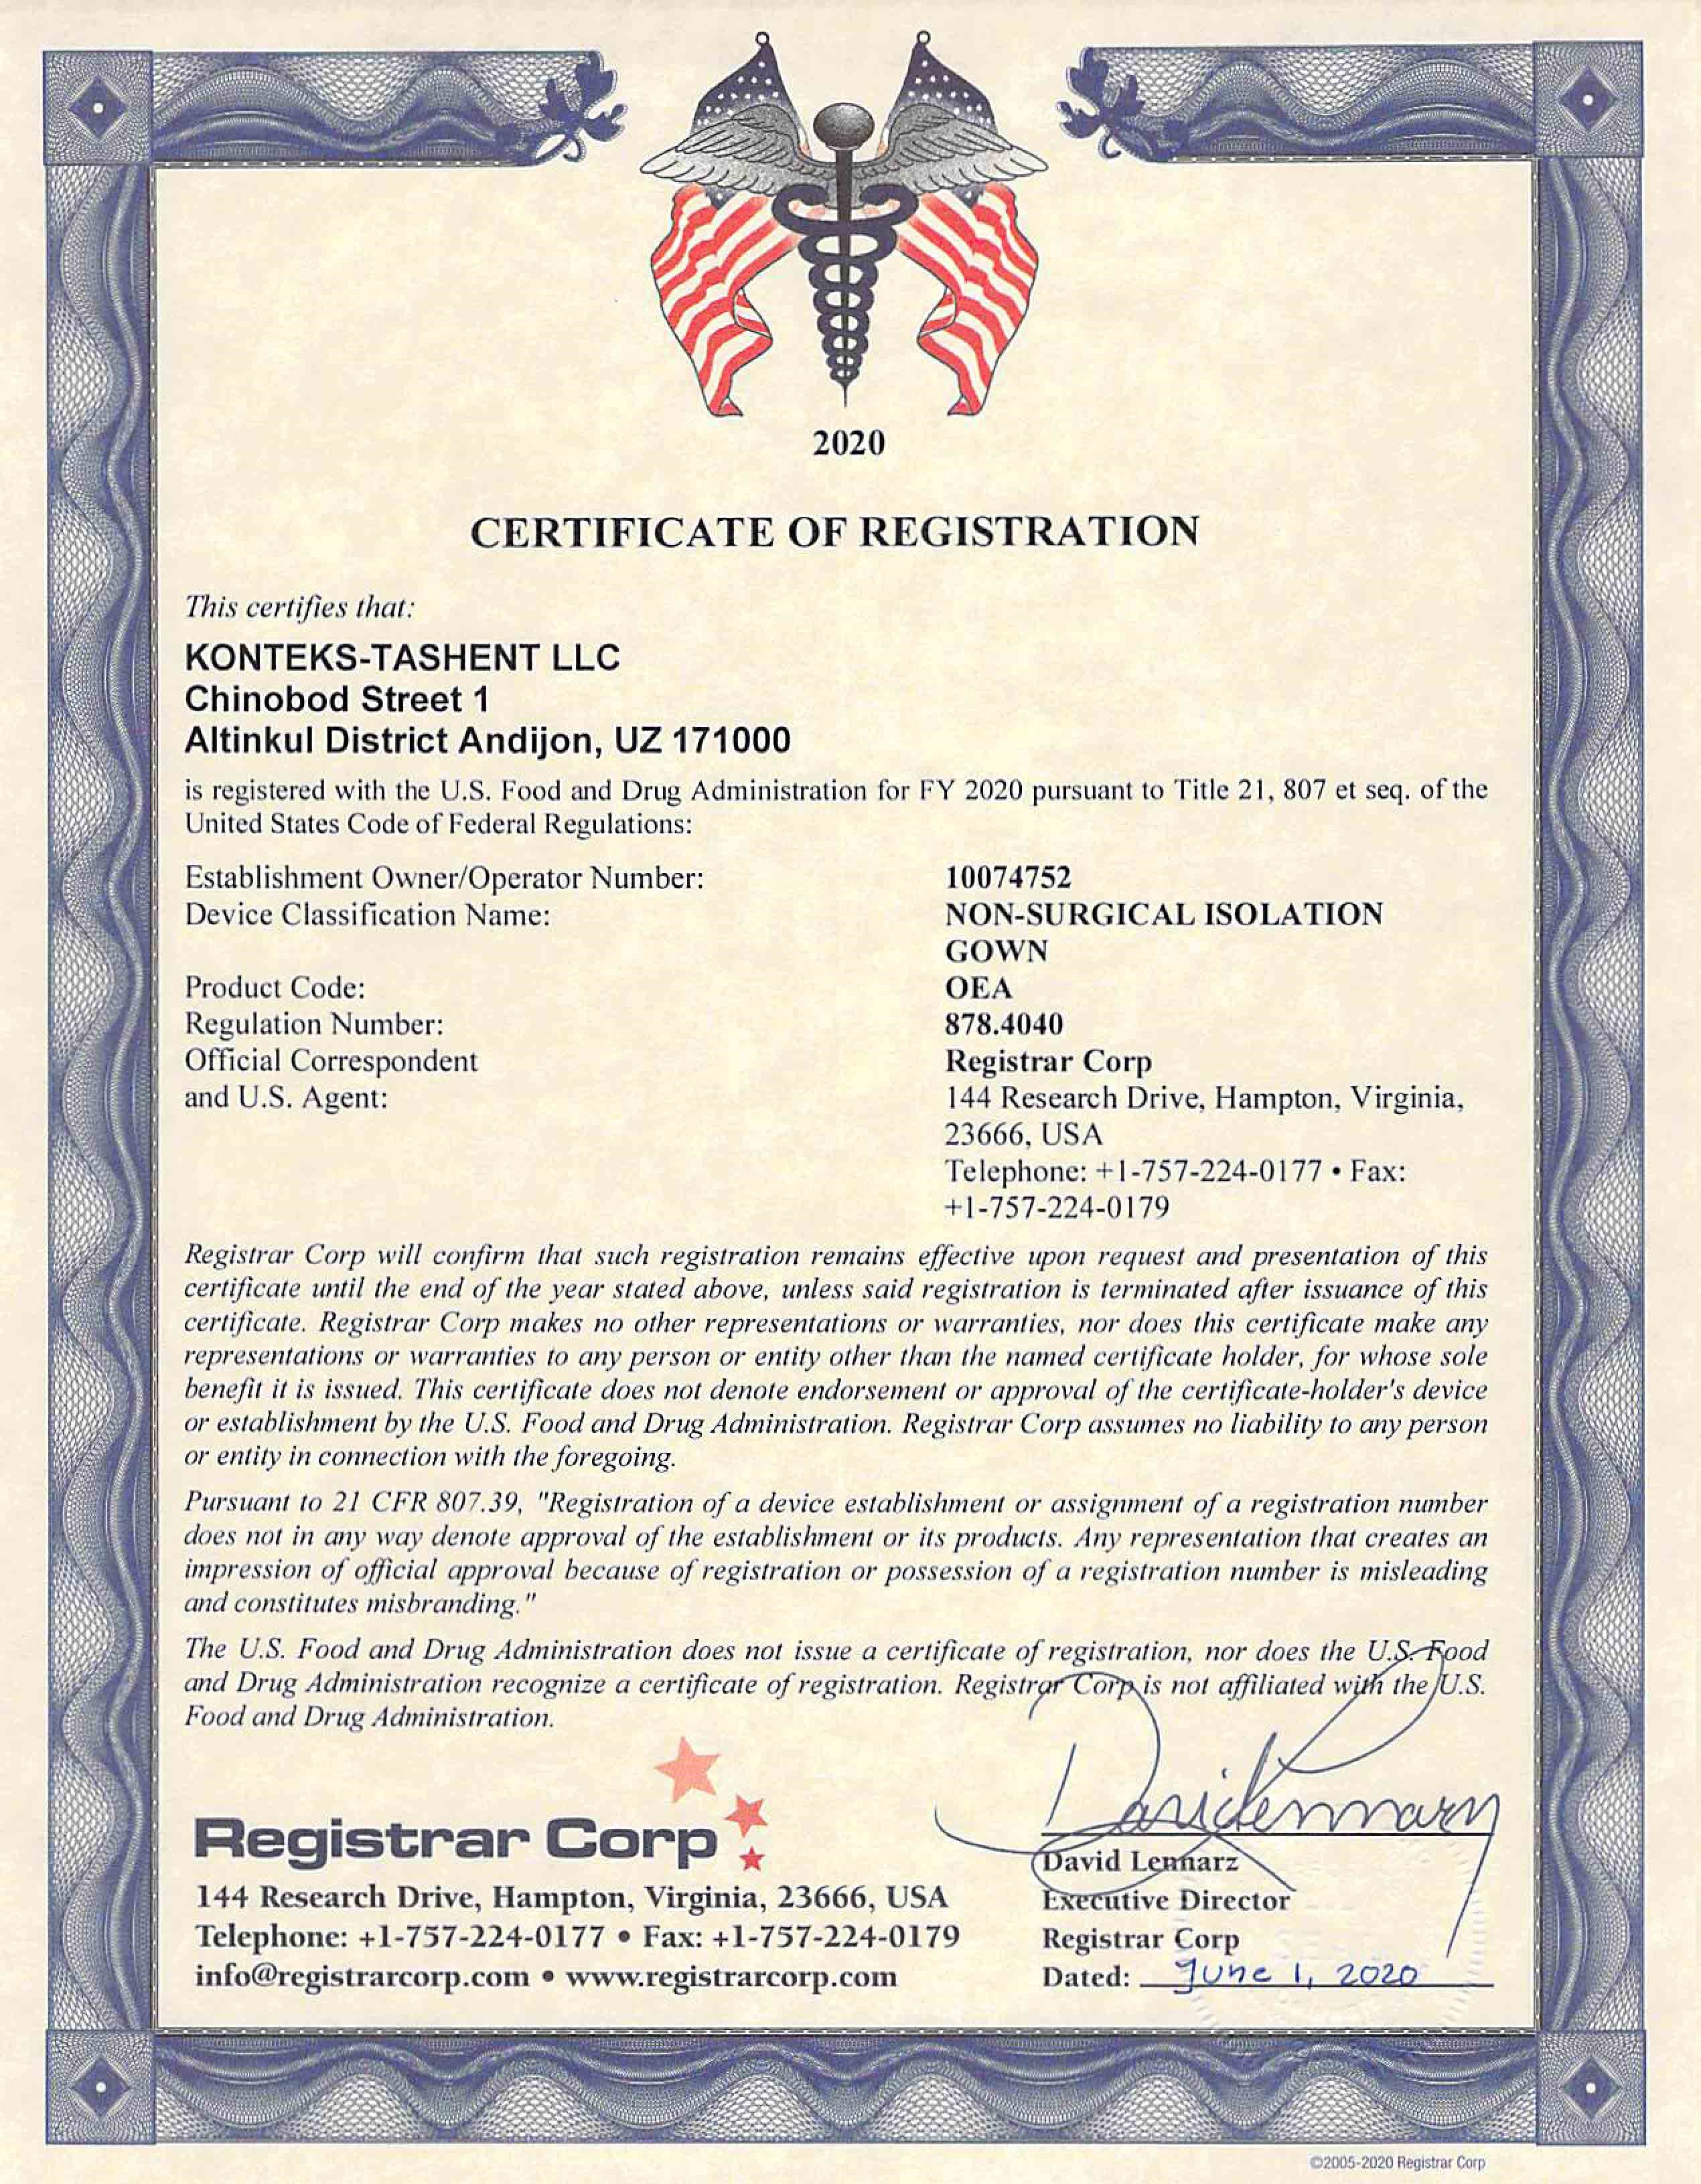 2020
CERTIFICATE OF REGISTRATION
This certifies that:
KONTEKS-TASHENT LLC
Chinobod Street 1
Altinkul District Andijon, UZ 171000
is registered with the U.S. Food and Drug Administration for FY 2020 pursuant to Title 21, 807 et seq. of the
United States Code of Federal Regulations:
Establishment Owner/Operator Number: 10074752
Device Classification Name: NON-SURGICAL ISOLATION
GOWN
Product Code: OEA
Regulation Number: 878.4040
Official Correspondent Registrar Corp
and U.S. Agent: 144 Research Drive, Hampton, Virginia,
23666, USA
Telephone: +1-757-224-0177 • Fax:
+1-757-224-0179
Registrar Corp will confirm that such registration remains effective upon request and presentation of this
certificate until the end of the year stated above, unless said registration is terminated after issuance of this
certificate. Registrar Corp makes no other representations or warranties, nor does this certificate make any
representations or warranties to any person or entity other than the named certificate holder, for whose sole
benefit it is issued. This certificate does not denote endorsement or approval of the certificate-holder's device
or establishment by the U.S. Food and Drug Administration. Registrar Corp assumes no liability to any person
or entity in connection with the foregoing.
Pursuant to 21 CFR 807.39, "Registration of a device establishment or assignment of a registration number
does not in any way denote approval of the establishment or its products. Any representation that creates an
impression of official approval because of registration or possession of a registration number is misleading
and constitutes misbranding."
The U.S. Food and Drug Administration does not issue a certificate of registration, nor does the U.S. Food
and Drug Administration recognize a certificate of registration. Registrar Corp is not affiliated with the U.S.
Food and Drug Administration.
Registrar Corp
144 Research Drive, Hampton, Virginia, 23666, USA
Telephone: +1-757-224-0177 • Fax: +1-757-224-0179
info@registrarcorp.com • www.registrarcorp.com
David Lennarz
David Lennarz
Executive Director
Registrar Corp
Dated: June 1, 2020
©2005-2020 Registrar Corp